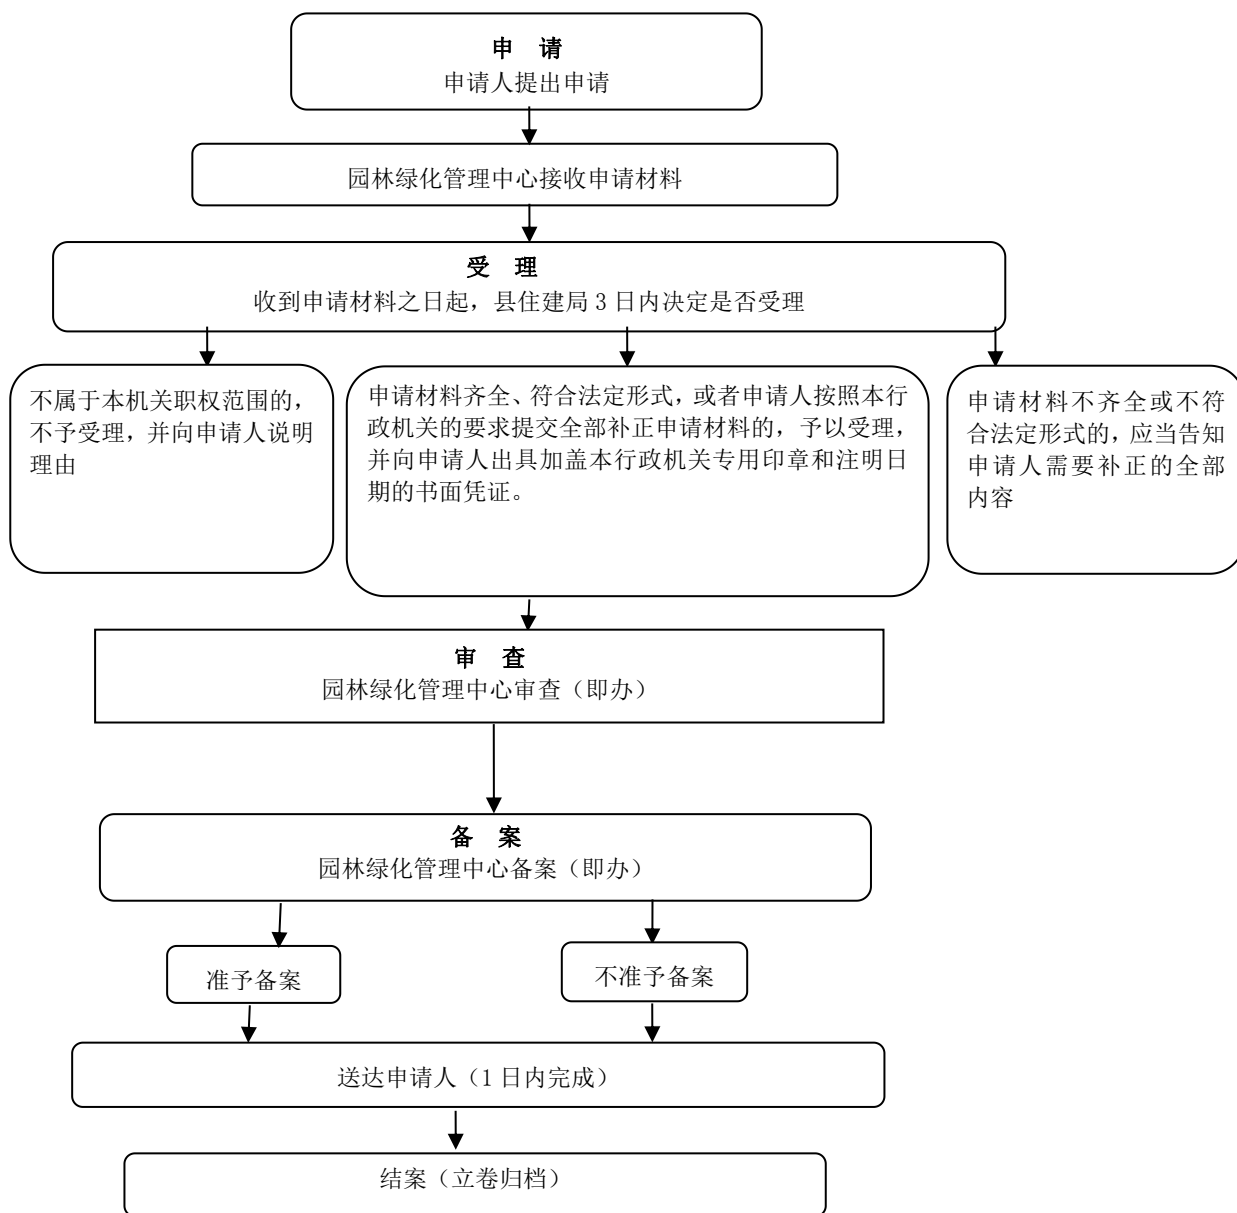 申 请
申请人提出申请
园林绿化管理中心接收申请材料
受 理
收到申请材料之日起，县住建局 3 日内决定是否受理
不属于本机关职权范围的，
不予受理，并向申请人说明
理由
申请材料齐全、符合法定形式，或者申请人按照本行
政机关的要求提交全部补正申请材料的，予以受理，
并向申请人出具加盖本行政机关专用印章和注明日
期的书面凭证。
申请材料不齐全或不符
合法定形式的，应当告知
申请人需要补正的全部
内容
审 查
园林绿化管理中心审查（即办）
备 案
园林绿化管理中心备案（即办）
准予备案
不准予备案
送达申请人（1 日内完成）
结案（立卷归档）